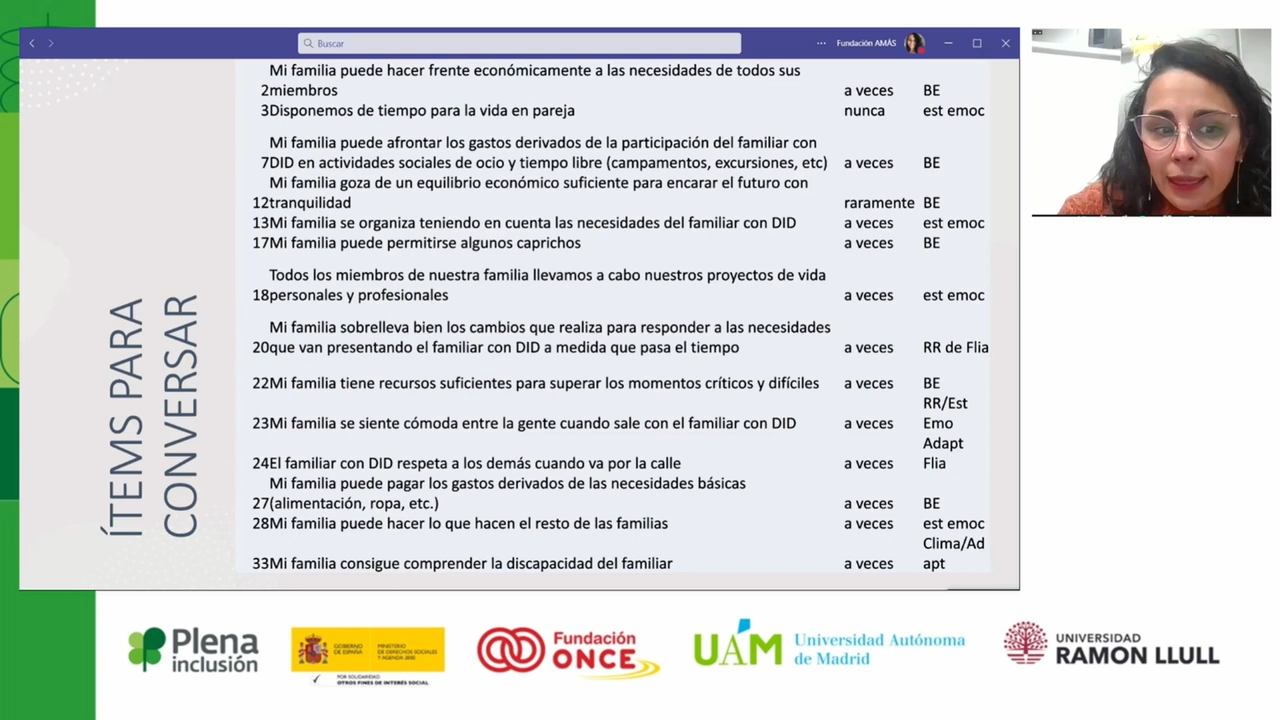 Buscar
Fundación AMÁS
ÍTEMS PARA
CONVERSAR
Mi familia puede hacer frente económicamente a las necesidades de todos sus
2miembros a veces BE
3Disponemos de tiempo para la vida en pareja nunca est emoc
Mi familia puede afrontar los gastos derivados de la participación del familiar con
7DID en actividades sociales de ocio y tiempo libre (campamentos, excursiones, etc) a veces BE
Mi familia goza de un equilibrio económico suficiente para encarar el futuro con
12tranquilidad raramente BE
13Mi familia se organiza teniendo en cuenta las necesidades del familiar con DID a veces est emoc
17Mi familia puede permitirse algunos caprichos a veces BE
Todos los miembros de nuestra familia llevamos a cabo nuestros proyectos de vida
18personales y profesionales a veces est emoc
Mi familia sobrelleva bien los cambios que realiza para responder a las necesidades
20que van presentando el familiar con DID a medida que pasa el tiempo a veces RR de Flia
22Mi familia tiene recursos suficientes para superar los momentos críticos y difíciles a veces BE
RR/Est
23Mi familia se siente cómoda entre la gente cuando sale con el familiar con DID a veces Emo
Adapt
24El familiar con DID respeta a los demás cuando va por la calle a veces Flia
Mi familia puede pagar los gastos derivados de las necesidades básicas
27(alimentación, ropa, etc.) a veces BE
28Mi familia puede hacer lo que hacen el resto de las familias a veces est emoc
Clima/Ad
33Mi familia consigue comprender la discapacidad del familiar a veces apt
Plena
inclusión
GOBIERNO
DE ESPAÑA
MINISTERIO
DE DERECHOS SOCIALES
Y AGENDA 2030
POR SOLIDARIDAD
OTROS FINES DE INTERÉS SOCIAL
Fundación
ONCE
UAM
Universidad Autónoma
de Madrid
UNIVERSIDAD
RAMON LLULL